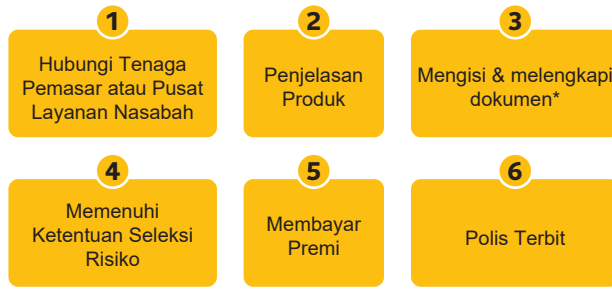 1
Hubungi Tenaga
Pemasar atau Pusat
Layanan Nasabah
2
Penjelasan
Produk
3
Mengisi & melengkapi
dokumen*
4
Memenuhi
Ketentuan Seleksi
Risiko
5
Membayar
Premi
6
Polis Terbit